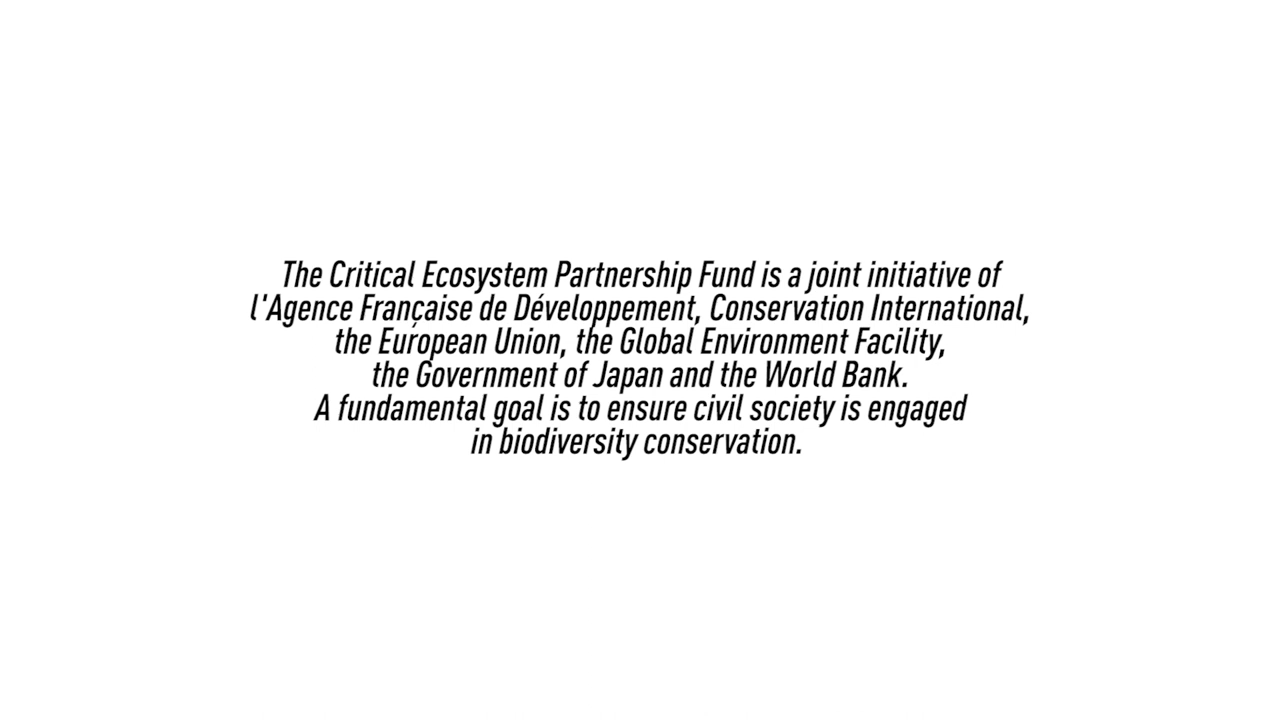 The Critical Ecosystem Partnership Fund is a joint initiative of
l'Agence Française de Développement, Conservation International,
the European Union, the Global Environment Facility,
the Government of Japan and the World Bank.
A fundamental goal is to ensure civil society is engaged
in biodiversity conservation.